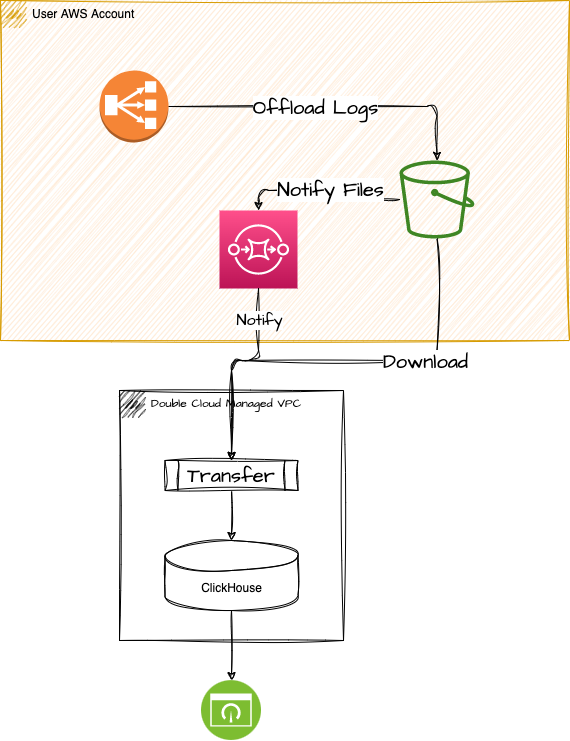 User AWS Account
Offload Logs
Notify Files
Notify
Download
Double Cloud Managed VPC
Transfer
ClickHouse